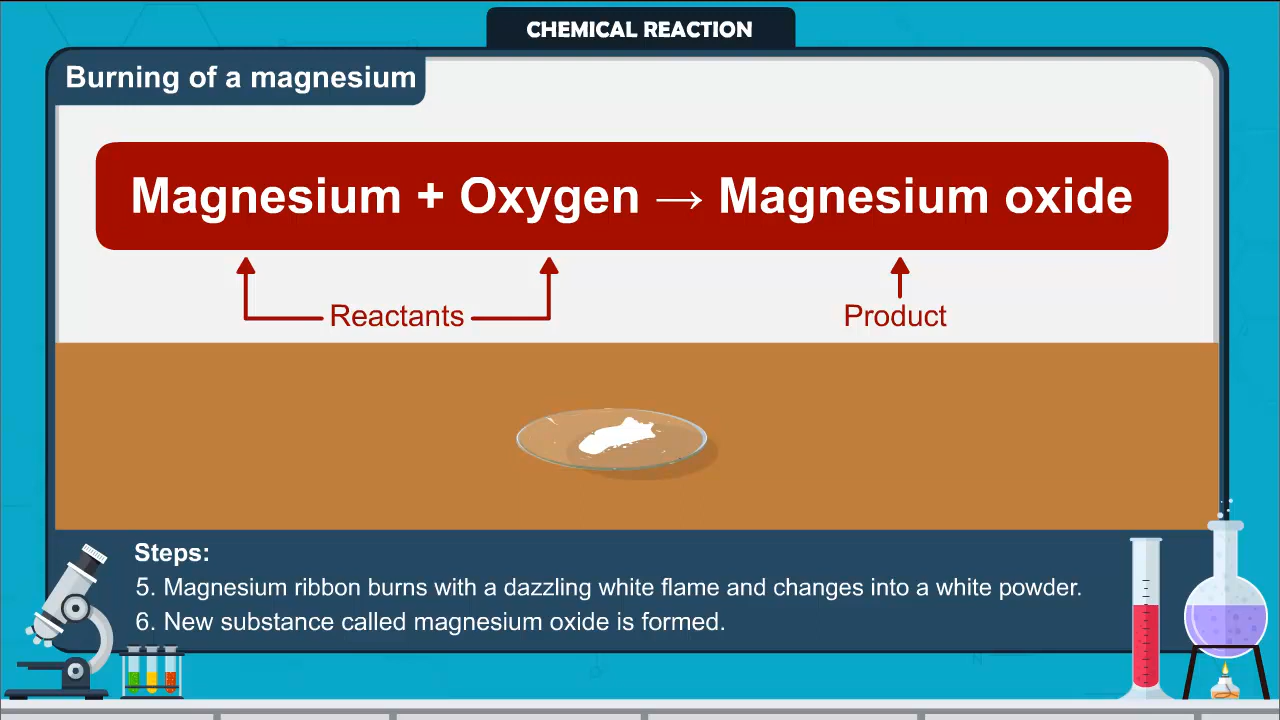 CHEMICAL REACTION
Burning of a magnesium
Magnesium + Oxygen → Magnesium oxide
Reactants Product
Steps:
5. Magnesium ribbon burns with a dazzling white flame and changes into a white powder.
6. New substance called magnesium oxide is formed.